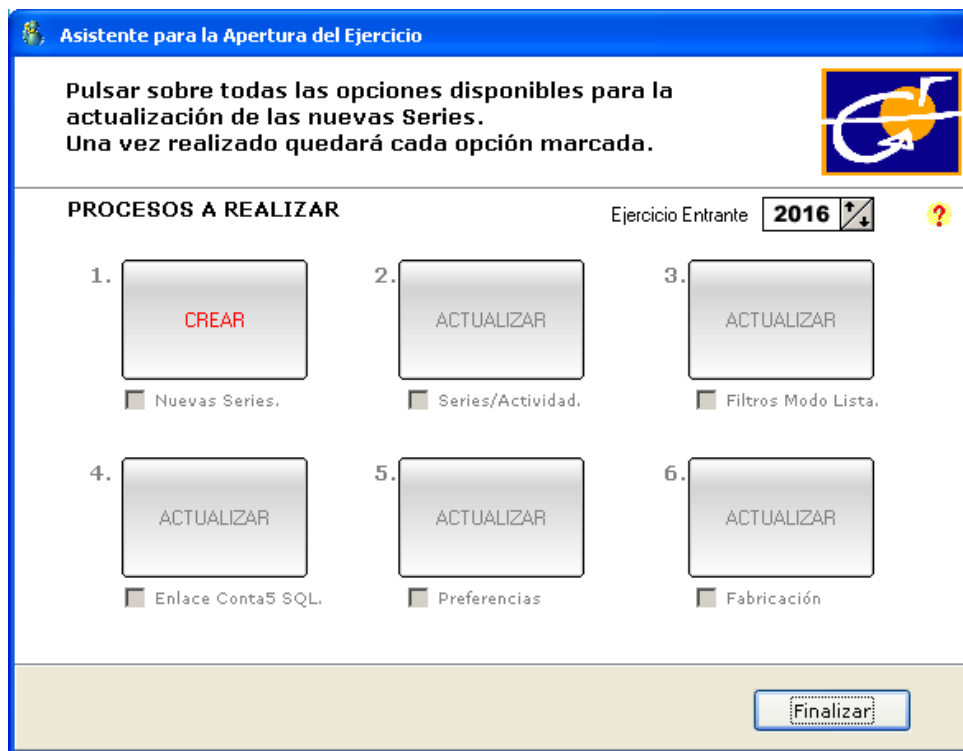 Asistente para la Apertura del Ejercicio
Pulsar sobre todas las opciones disponibles para la
actualización de las nuevas Series.
Una vez realizado quedará cada opción marcada.
PROCESOS A REALIZAR
Ejercicio Entrante 2016 ?
1. CREAR
Nuevas Series.
2. ACTUALIZAR
Series/Actividad.
3. ACTUALIZAR
Filtros Modo Lista.
4. ACTUALIZAR
Enlace Conta5 SQL.
5. ACTUALIZAR
Preferencias
6. ACTUALIZAR
Fabricación
Finalizar